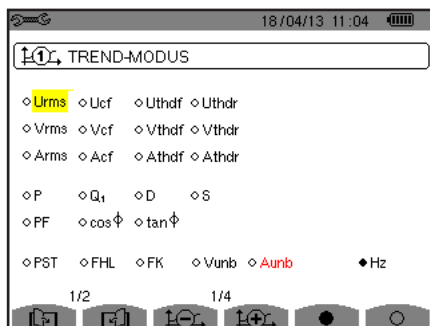 18/04/13 11:04
1 TREND-MODUS
Urms Ucf Uthdf Uthdr
Vrms Vcf Vthdf Vthdr
Arms Acf Athdf Athdr
P Q1 D S
PF cosΦ tanΦ
PST FHL FK Vunb Aunb Hz
1/2 1/4